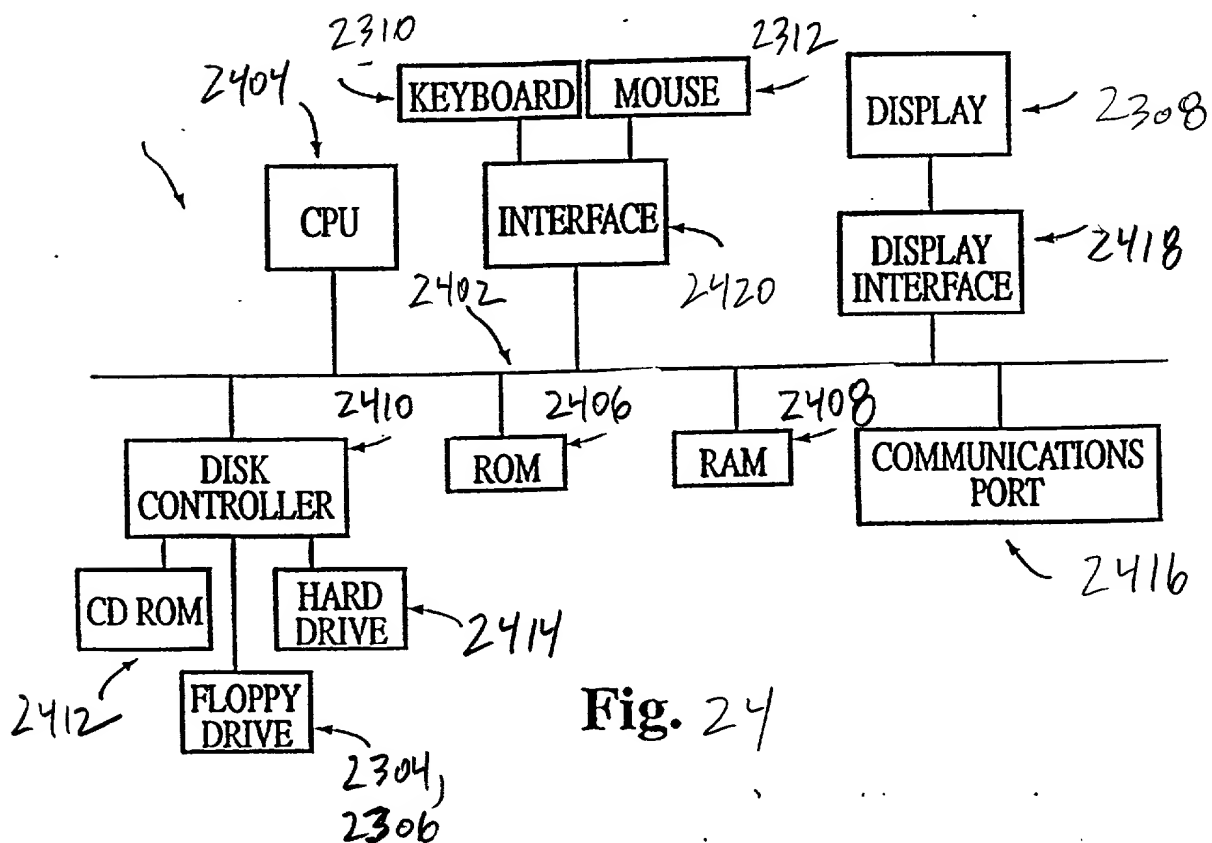 2310
2312
2404
KEYBOARD
MOUSE
DISPLAY
2308
CPU
INTERFACE
DISPLAY
INTERFACE
2418
2402
2420
2410
2406
2408
DISK
CONTROLLER
ROM
RAM
COMMUNICATIONS
PORT
2416
CD ROM
HARD
DRIVE
2414
2412
FLOPPY
DRIVE
Fig. 24
2304,
2306